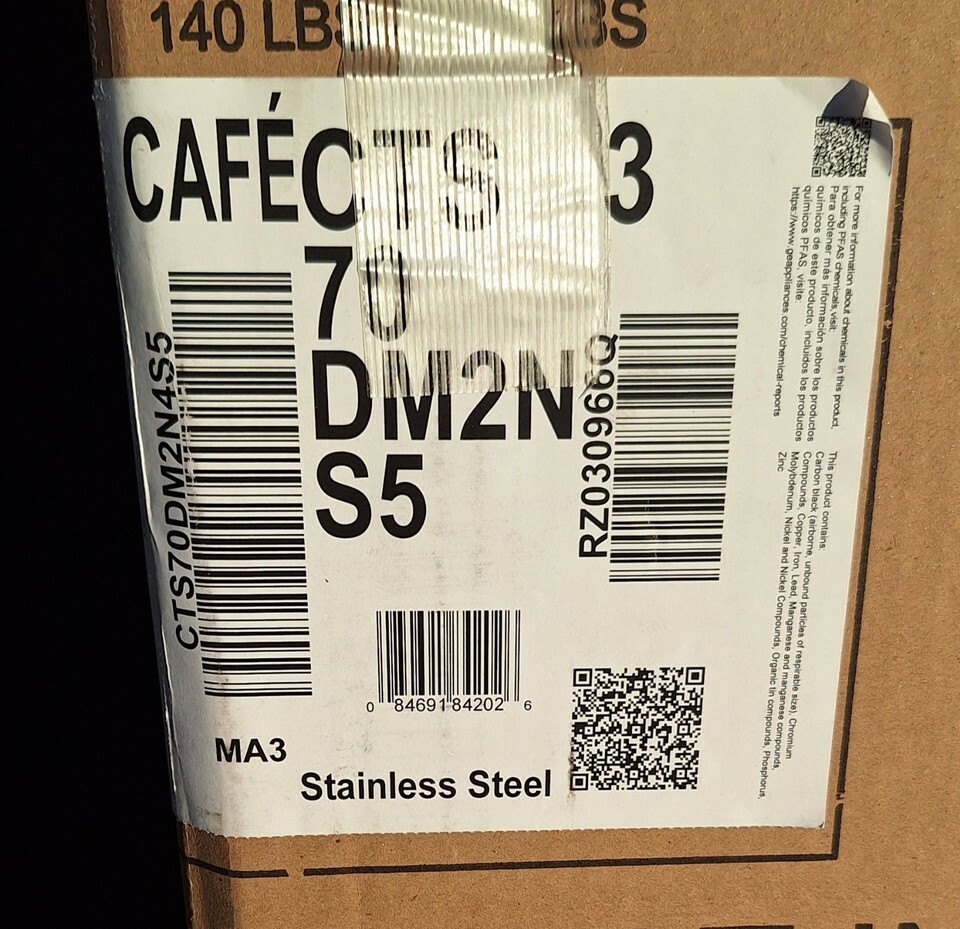 140 LBS
CAFÉ CTS 3
70
DM2N
S5
CTS70DM2N4S5
RZ030966Q
0 84691 84202 6
MA3
Stainless Steel
For more information about chemicals in this product,
including PFAS chemicals, visit:
Para obtener más información sobre los productos
químicos de este producto, incluidos los productos
químicos PFAS, visite:
https://www.geappliances.com/chemical-reports
This product contains:
Carbon black (airborne, unbound particles of respirable size), Chromium
Compounds, Copper, Iron, Lead, Manganese and manganese compounds,
Molybdenum, Nickel and Nickel Compounds, Organic tin compounds, Phosphorus,
Zinc